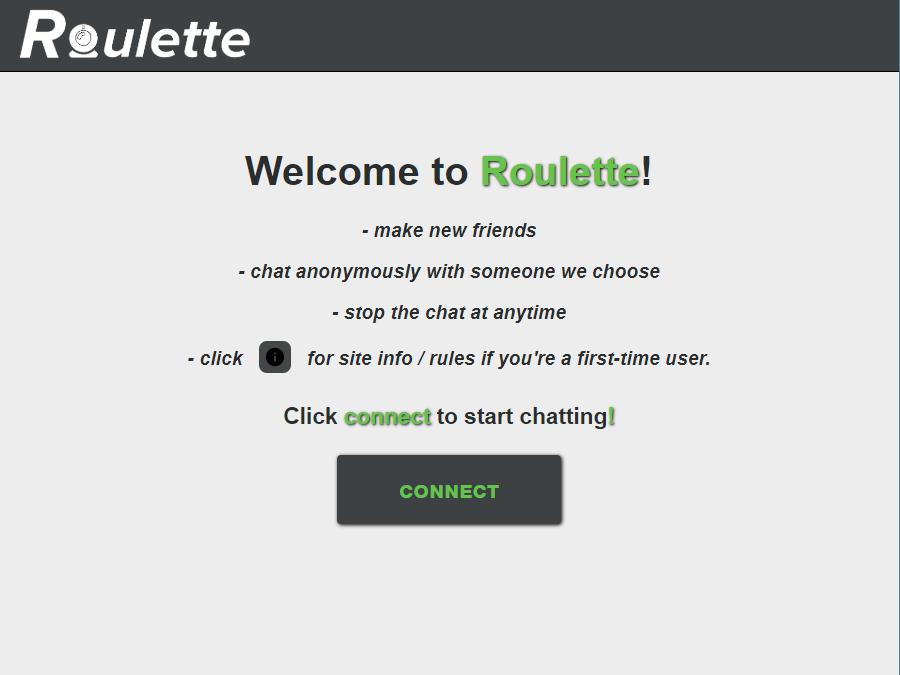 Roulette
Welcome to Roulette!
- make new friends
- chat anonymously with someone we choose
- stop the chat at anytime
- click i for site info / rules if you're a first-time user.
Click connect to start chatting!
CONNECT